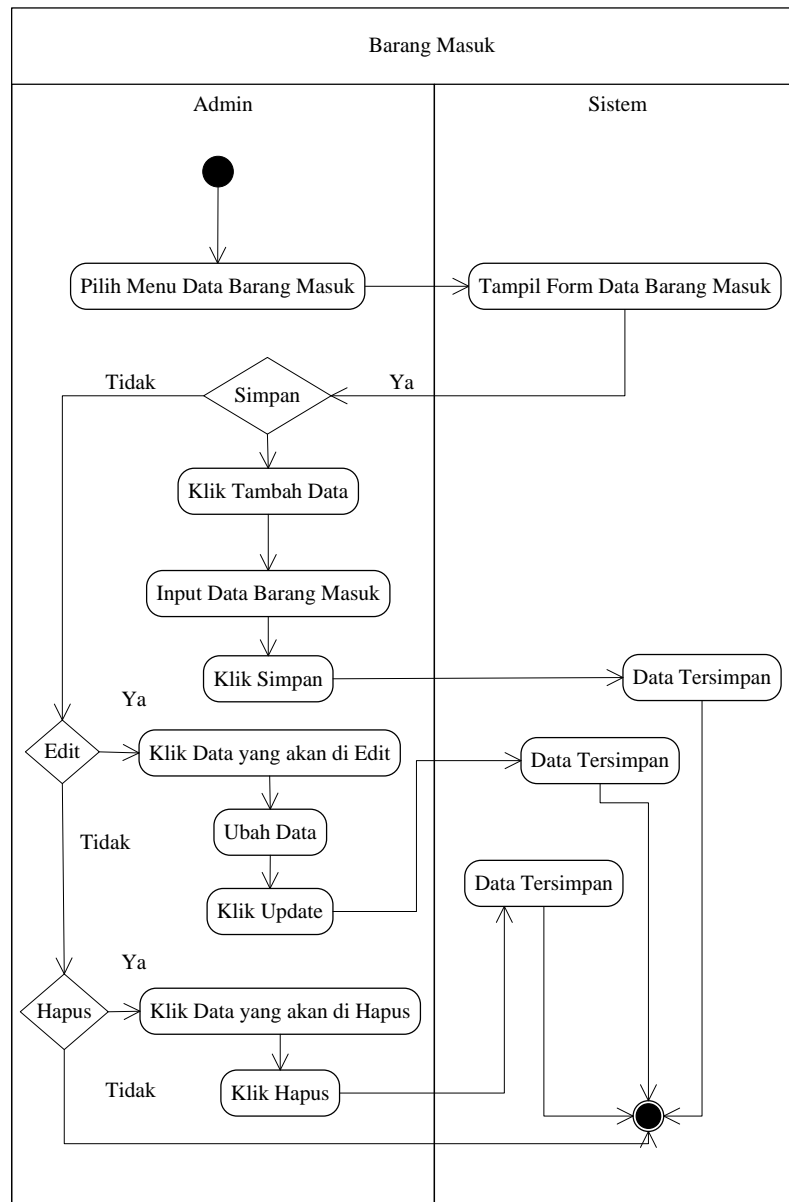 Barang Masuk
Admin
Sistem
Pilih Menu Data Barang Masuk
Tampil Form Data Barang Masuk
Tidak
Simpan
Ya
Klik Tambah Data
Input Data Barang Masuk
Klik Simpan
Data Tersimpan
Ya
Edit
Klik Data yang akan di Edit
Data Tersimpan
Ubah Data
Tidak
Data Tersimpan
Klik Update
Ya
Hapus
Klik Data yang akan di Hapus
Tidak
Klik Hapus